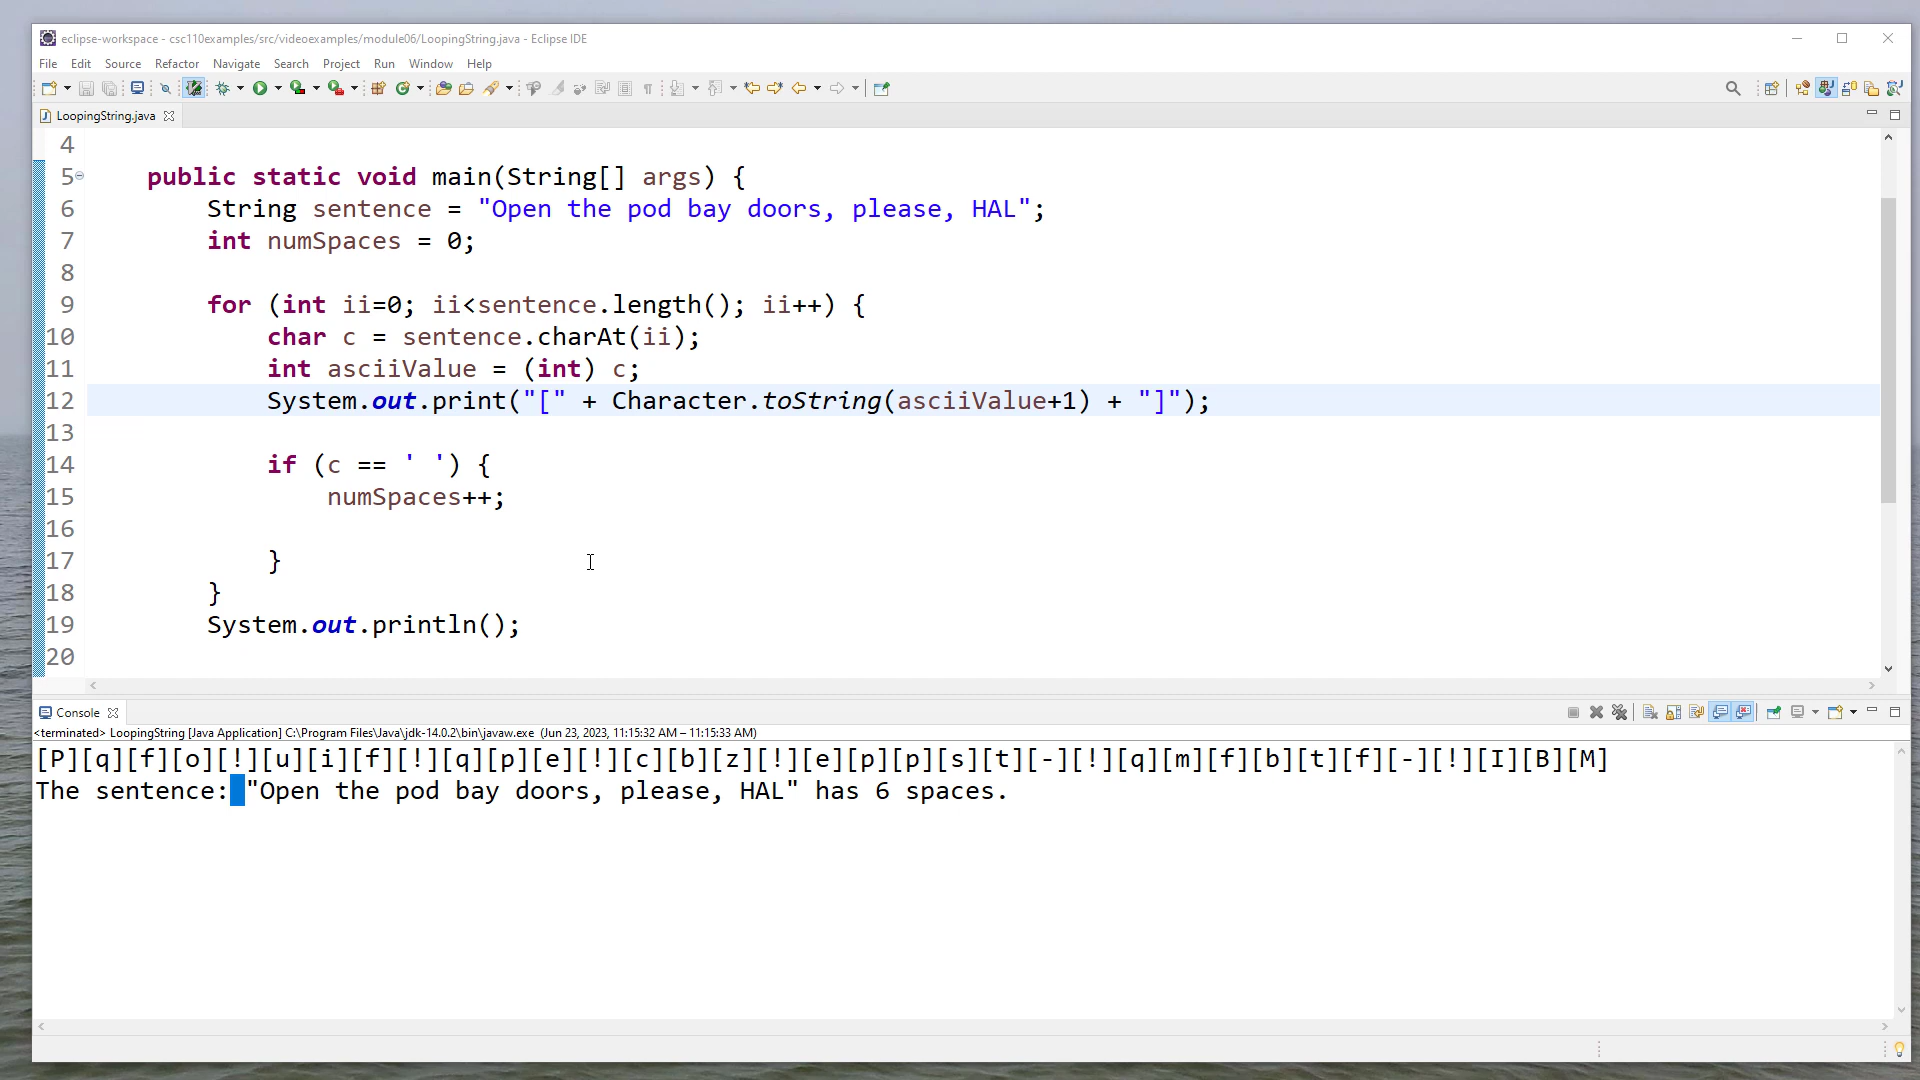 eclipse-workspace - csc110examples/src/videoexamples/module06/LoopingString.java - Eclipse IDE
File Edit Source Refactor Navigate Search Project Run Window Help
LoopingString.java
4
5 public static void main(String[] args) {
6 String sentence = "Open the pod bay doors, please, HAL";
7 int numSpaces = 0;
8
9 for (int ii=0; ii<sentence.length(); ii++) {
10 char c = sentence.charAt(ii);
11 int asciiValue = (int) c;
12 System.out.print("[" + Character.toString(asciiValue+1) + "]");
13
14 if (c == ' ') {
15 numSpaces++;
16
17 }
18 }
19 System.out.println();
20
Console
<terminated> LoopingString [Java Application] C:\Program Files\Java\jdk-14.0.2\bin\javaw.exe (Jun 23, 2023, 11:15:32 AM – 11:15:33 AM)
[P][q][f][o][!][u][i][f][!][q][p][e][!][c][b][z][!][e][p][p][s][t][-][!][q][m][f][b][t][f][-][!][I][B][M]
The sentence: "Open the pod bay doors, please, HAL" has 6 spaces.